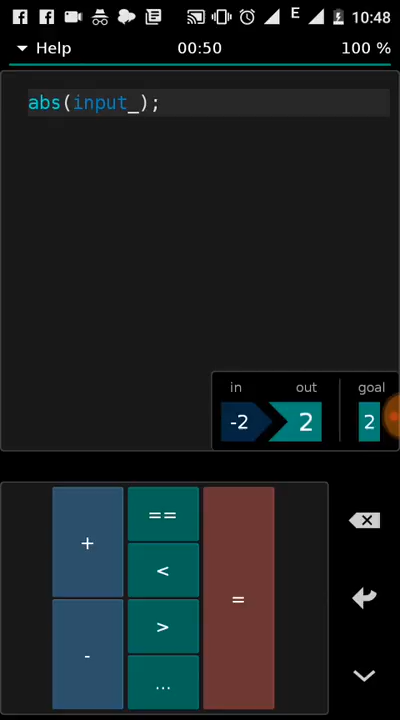 E 10:48
Help 00:50 100 %
abs(input_);
in out goal
-2 2 2
+ == =
<
- >
...